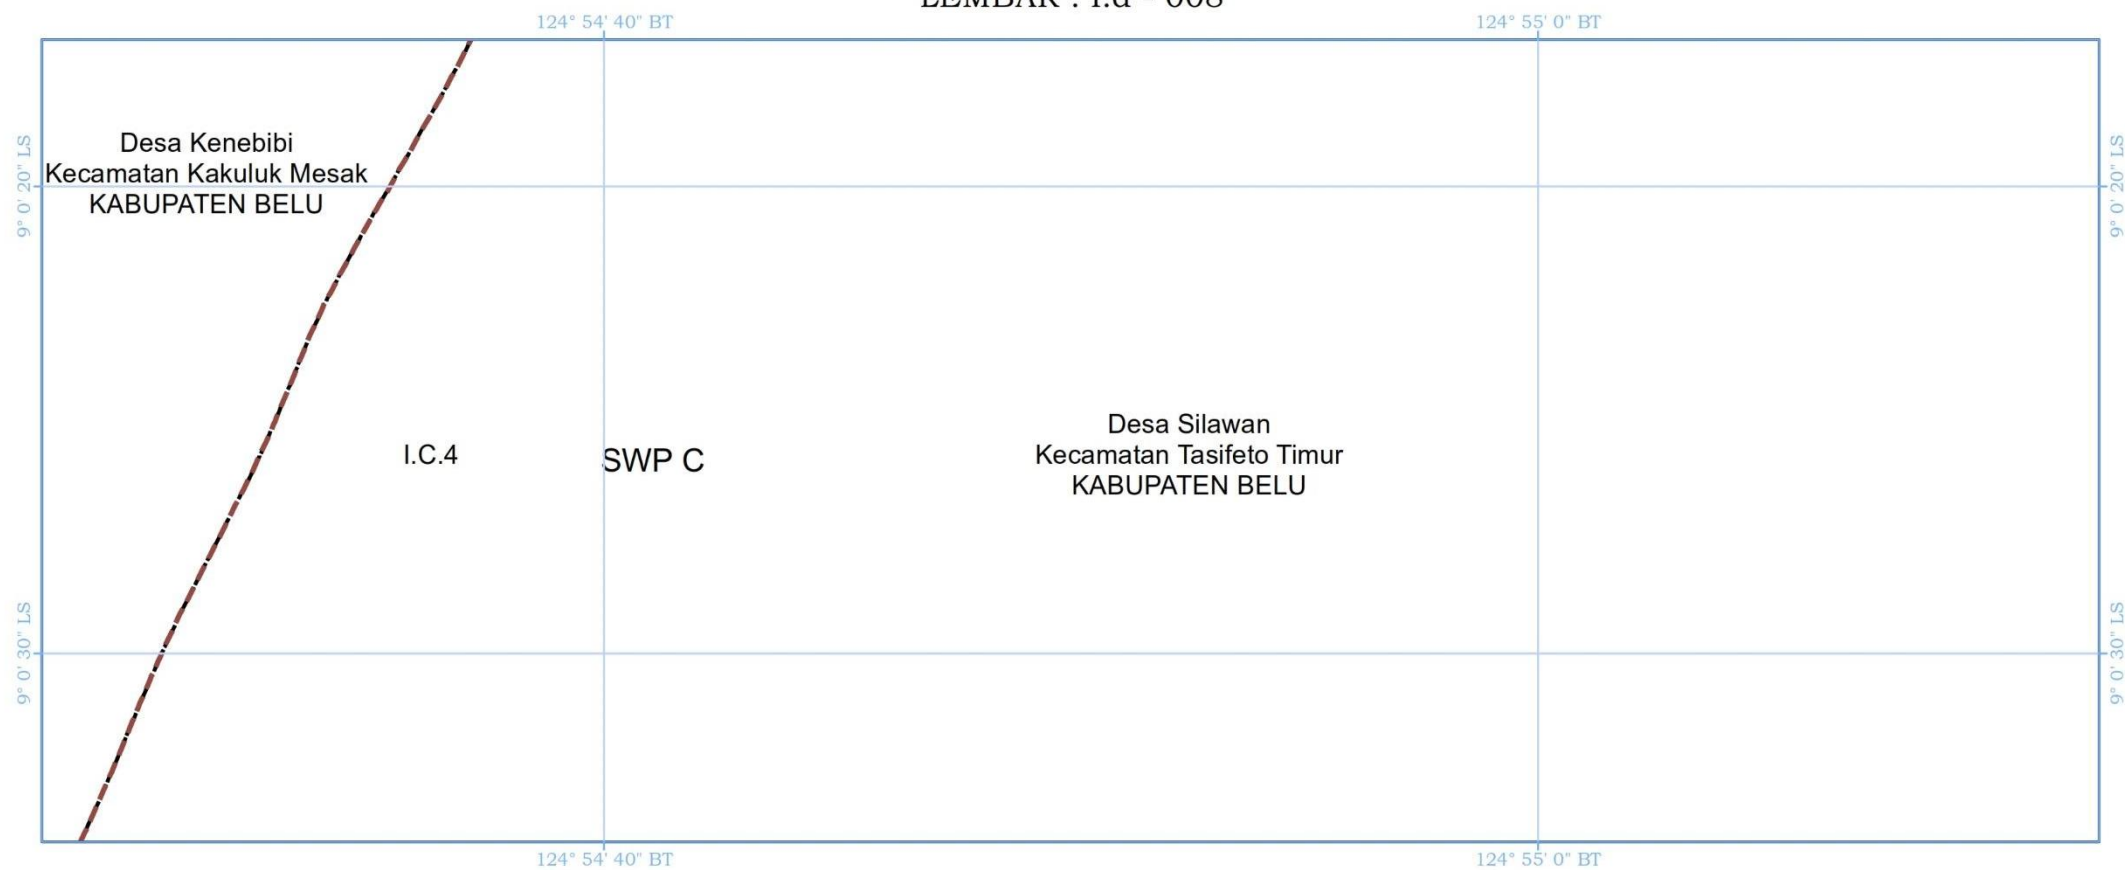 LEMBAR : I.d - 008
124° 54' 40" BT
124° 55' 0" BT
9° 0' 20" LS
9° 0' 20" LS
Desa Kenebibi
Kecamatan Kakuluk Mesak
KABUPATEN BELU
I.C.4
SWP C
Desa Silawan
Kecamatan Tasifeto Timur
KABUPATEN BELU
9° 0' 30" LS
9° 0' 30" LS
124° 54' 40" BT
124° 55' 0" BT